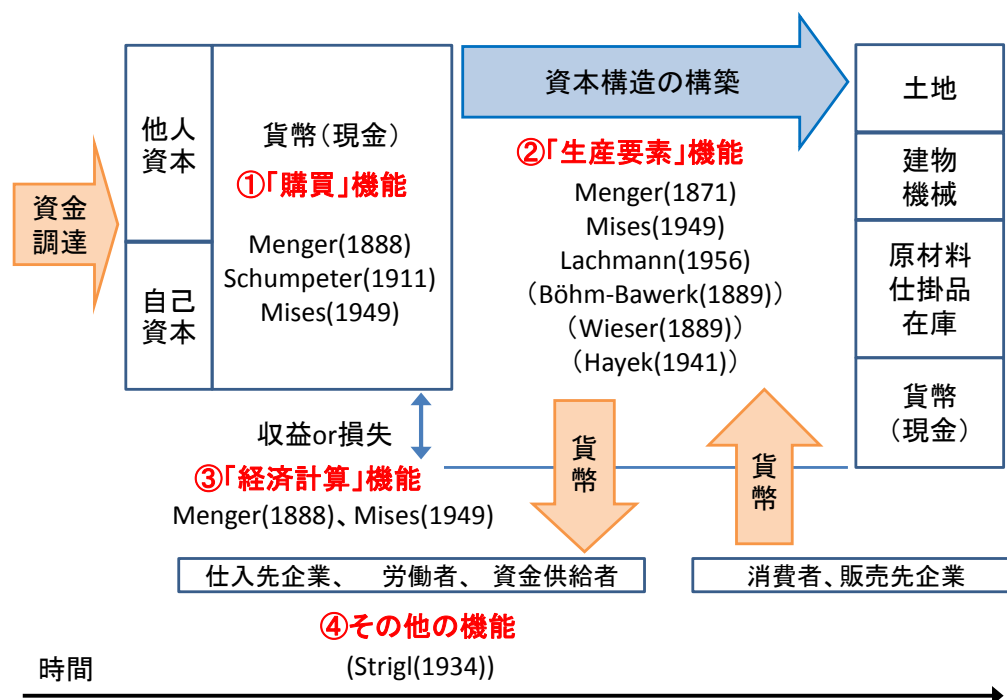 資金
調達
他人
資本
自己
資本
貨幣（現金）
①「購買」機能
Menger(1888)
Schumpeter(1911)
Mises(1949)
資本構造の構築
②「生産要素」機能
Menger(1871)
Mises(1949)
Lachmann(1956)
（Böhm-Bawerk(1889)）
（Wieser(1889)）
（Hayek(1941)）
土地
建物
機械
原材料
仕掛品
在庫
貨幣
（現金）
収益or損失
③「経済計算」機能
Menger(1888)、Mises(1949)
貨
幣
貨
幣
仕入先企業、 労働者、 資金供給者
消費者、販売先企業
④その他の機能
(Strigl(1934))
時間